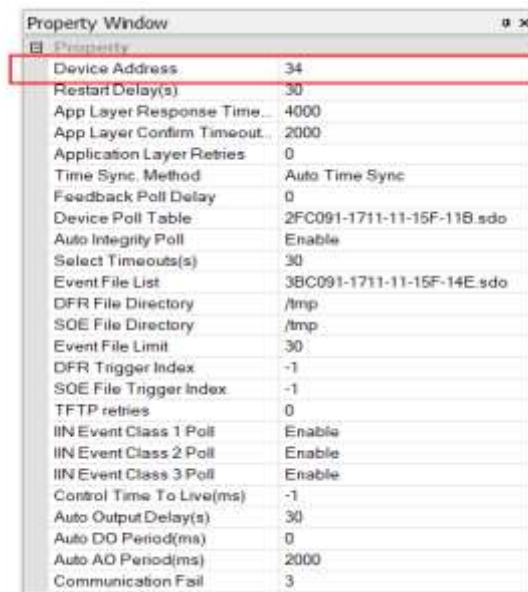 Property Window
Property
Device Address 34
Restart Delay(s) 30
App Layer Response Time... 4000
App Layer Confirm Timeout... 2000
Application Layer Retries 0
Time Sync. Method Auto Time Sync
Feedback Poll Delay 0
Device Poll Table 2FC091-1711-11-15F-11B.sdo
Auto Integrity Poll Enable
Select Timeouts(s) 30
Event File List 3BC091-1711-11-15F-14E.sdo
DFR File Directory /tmp
SOE File Directory /tmp
Event File Limit 30
DFR Trigger Index -1
SOE File Trigger Index -1
TFTP retries 0
IIN Event Class 1 Poll Enable
IIN Event Class 2 Poll Enable
IIN Event Class 3 Poll Enable
Control Time To Live(ms) -1
Auto Output Delay(s) 30
Auto DO Period(ms) 0
Auto AO Period(ms) 2000
Communication Fail 3